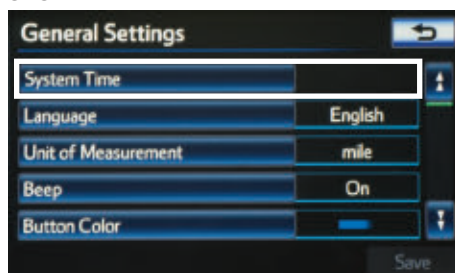 General Settings
System Time
Language English
Unit of Measurement mile
Beep On
Button Color
Save